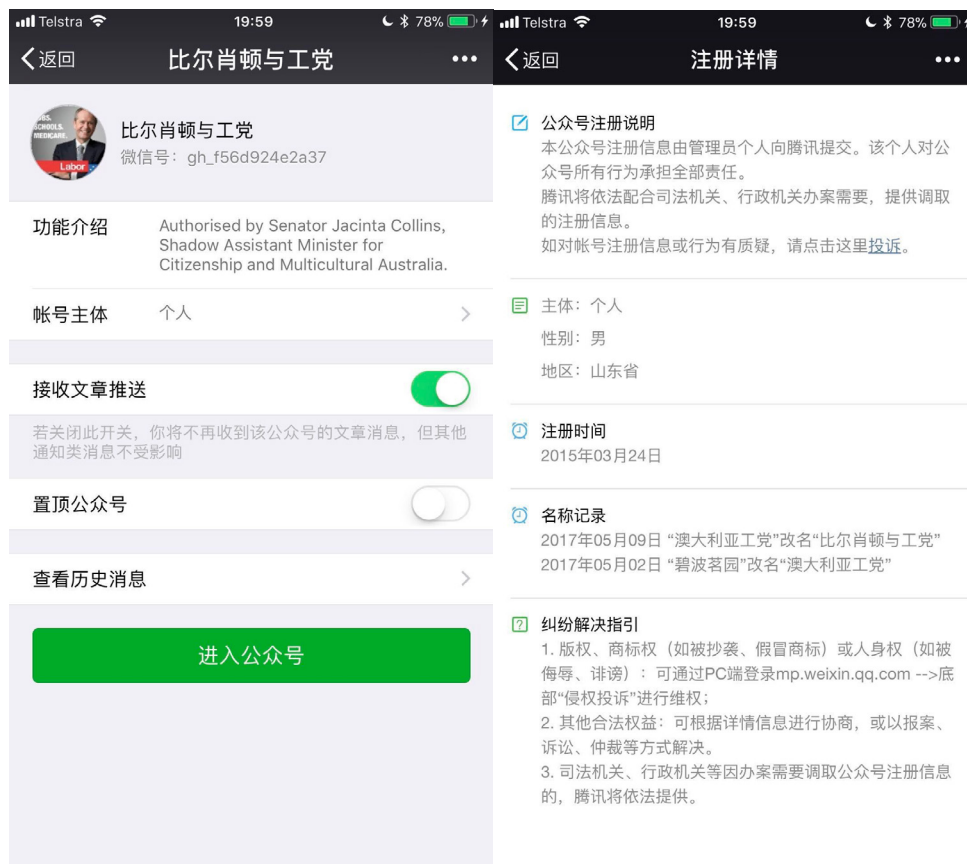 Telstra
19:59
78%
返回
比尔肖顿与工党
JOBS.
SCHOOLS.
MEDICARE.
Labor
比尔肖顿与工党
微信号: gh_f56d924e2a37
功能介绍
Authorised by Senator Jacinta Collins,
Shadow Assistant Minister for
Citizenship and Multicultural Australia.
帐号主体
个人
接收文章推送
若关闭此开关，你将不再收到该公众号的文章消息，但其他
通知类消息不受影响
置顶公众号
查看历史消息
进入公众号
Telstra
19:59
78%
返回
注册详情
公众号注册说明
本公众号注册信息由管理员个人向腾讯提交。该个人对公
众号所有行为承担全部责任。
腾讯将依法配合司法机关、行政机关办案需要，提供调取
的注册信息。
如对帐号注册信息或行为有质疑，请点击这里投诉。
主体：个人
性别：男
地区：山东省
注册时间
2015年03月24日
名称记录
2017年05月09日 “澳大利亚工党”改名“比尔肖顿与工党”
2017年05月02日 “碧波茗园”改名“澳大利亚工党”
纠纷解决指引
1. 版权、商标权（如被抄袭、假冒商标）或人身权（如被
侮辱、诽谤）：可通过PC端登录mp.weixin.qq.com -->底
部“侵权投诉”进行维权；
2. 其他合法权益：可根据详情信息进行协商，或以报案、
诉讼、仲裁等方式解决。
3. 司法机关、行政机关等因办案需要调取公众号注册信息
的，腾讯将依法提供。